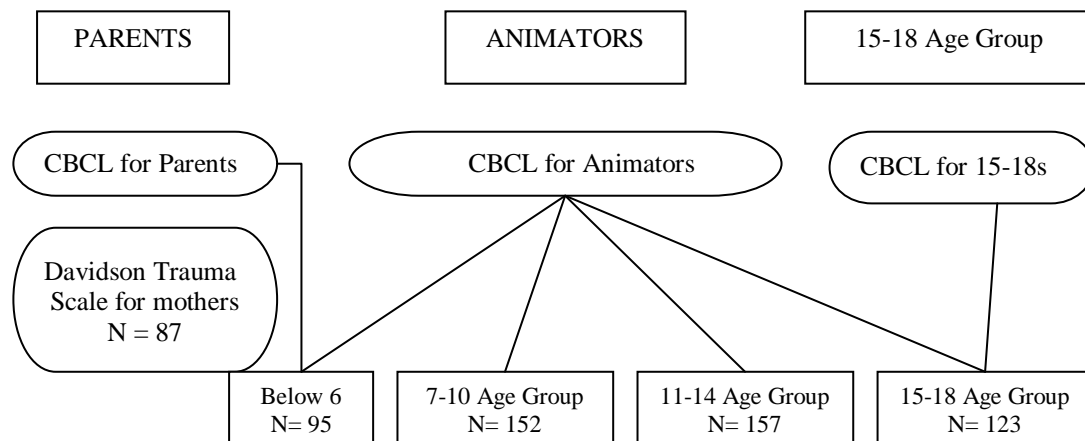 PARENTS
ANIMATORS
15-18 Age Group
CBCL for Parents
CBCL for Animators
CBCL for 15-18s
Davidson Trauma
Scale for mothers
N = 87
Below 6
N= 95
7-10 Age Group
N= 152
11-14 Age Group
N= 157
15-18 Age Group
N= 123